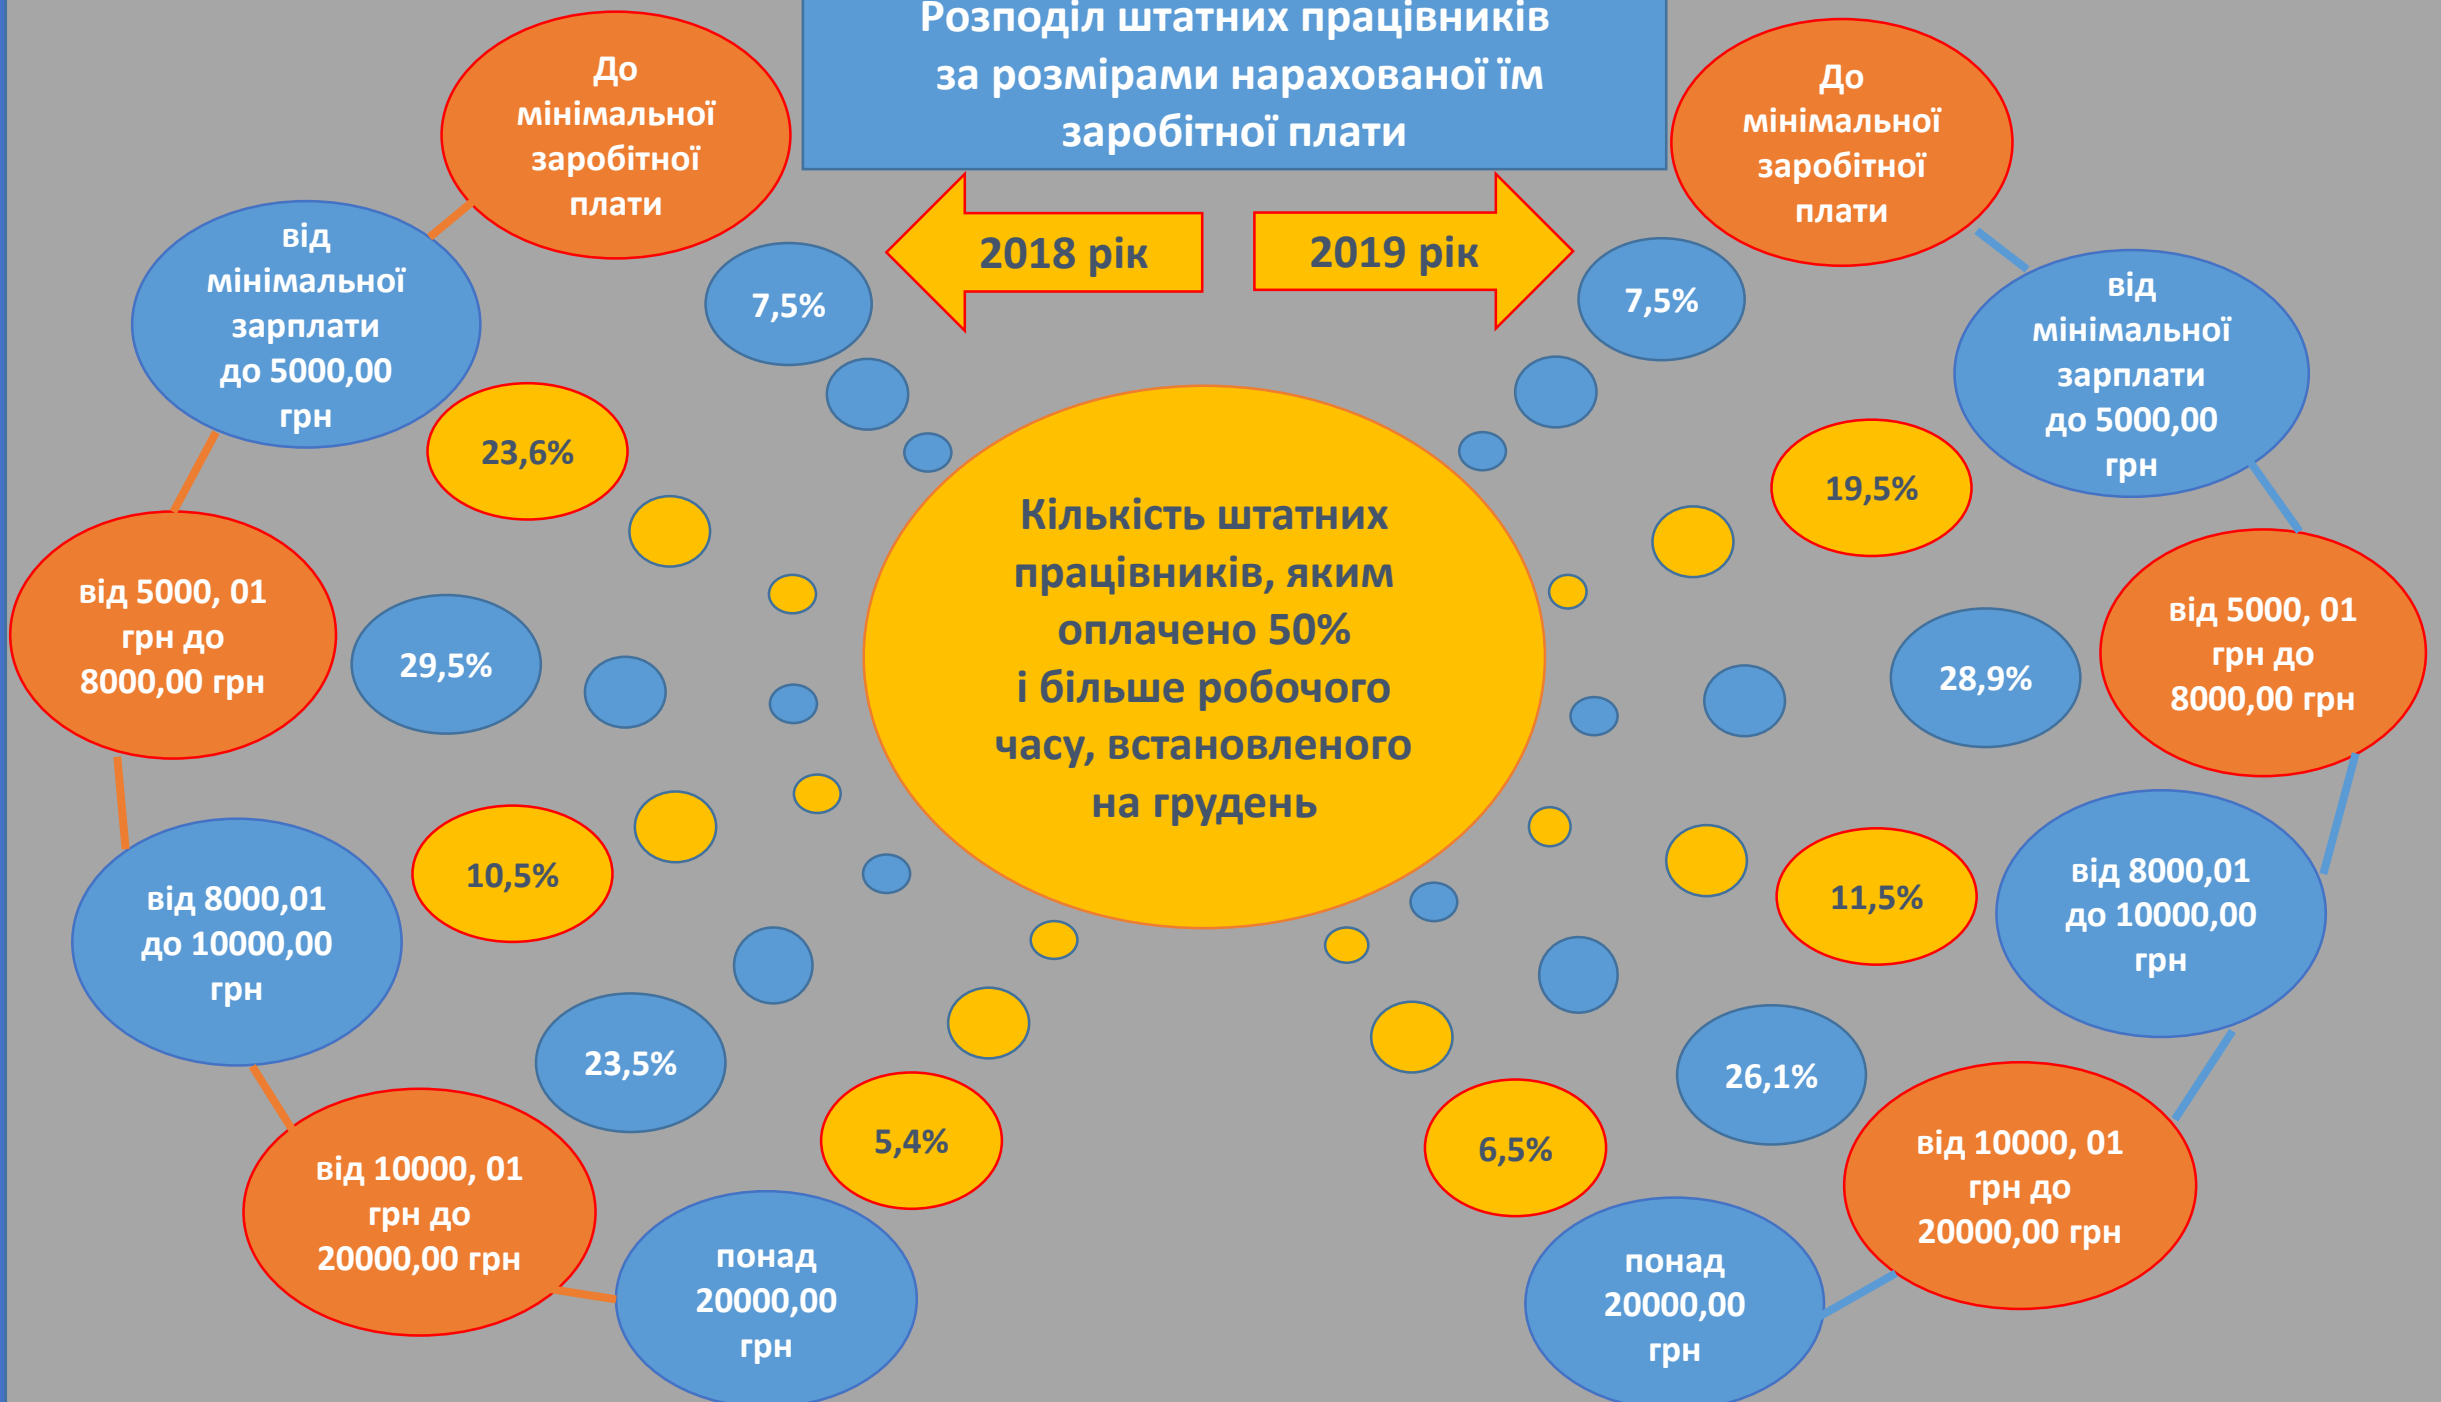 Розподіл штатних працівників
за розмірами нарахованої їм
заробітної плати
2018 рік
До
мінімальної
заробітної
плати
7,5%
від
мінімальної
зарплати
до 5000,00
грн
23,6%
від 5000, 01
грн до
8000,00 грн
29,5%
від 8000,01
до 10000,00
грн
10,5%
від 10000, 01
грн до
20000,00 грн
23,5%
понад
20000,00
грн
5,4%
Кількість штатних
працівників, яким
оплачено 50%
і більше робочого
часу, встановленого
на грудень
2019 рік
До
мінімальної
заробітної
плати
7,5%
від
мінімальної
зарплати
до 5000,00
грн
19,5%
від 5000, 01
грн до
8000,00 грн
28,9%
від 8000,01
до 10000,00
грн
11,5%
від 10000, 01
грн до
20000,00 грн
26,1%
понад
20000,00
грн
6,5%